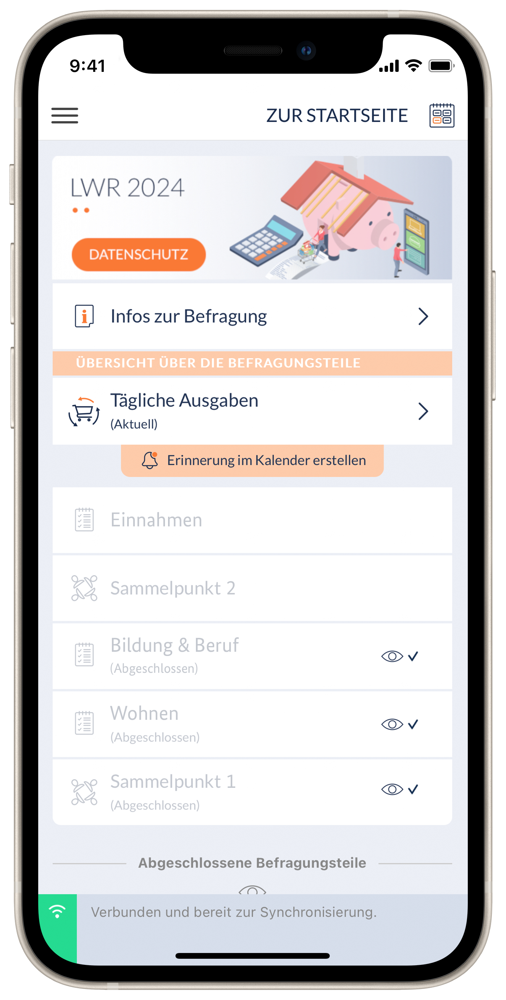 9:41
ZUR STARTSEITE
LWR 2024
DATENSCHUTZ
Infos zur Befragung
ÜBERSICHT ÜBER DIE BEFRAGUNGSTEILE
Tägliche Ausgaben
(Aktuell)
Erinnerung im Kalender erstellen
Einnahmen
Sammelpunkt 2
Bildung & Beruf
(Abgeschlossen)
Wohnen
(Abgeschlossen)
Sammelpunkt 1
(Abgeschlossen)
Abgeschlossene Befragungsteile
Verbunden und bereit zur Synchronisierung.